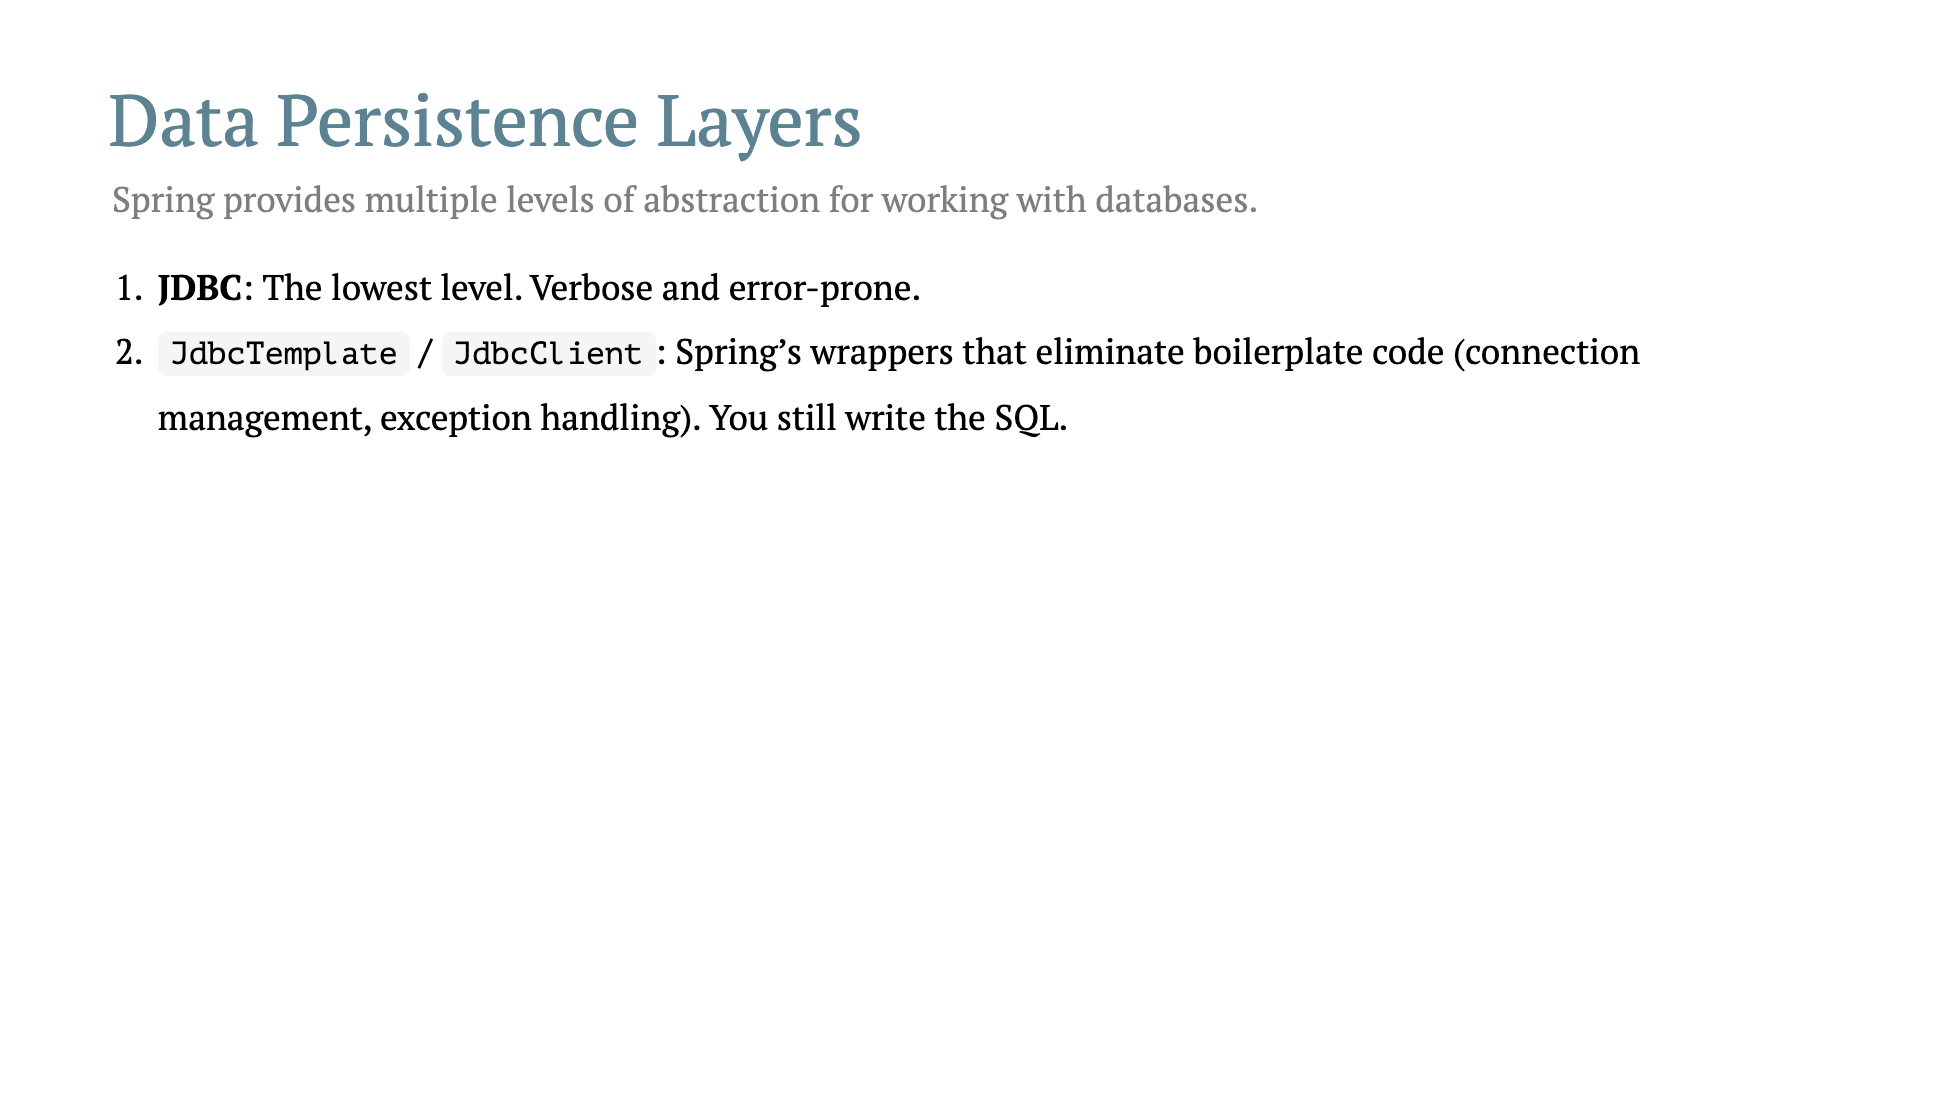 Data Persistence Layers
Spring provides multiple levels of abstraction for working with databases.
1. JDBC: The lowest level. Verbose and error-prone.
2. JdbcTemplate / JdbcClient: Spring’s wrappers that eliminate boilerplate code (connection
management, exception handling). You still write the SQL.